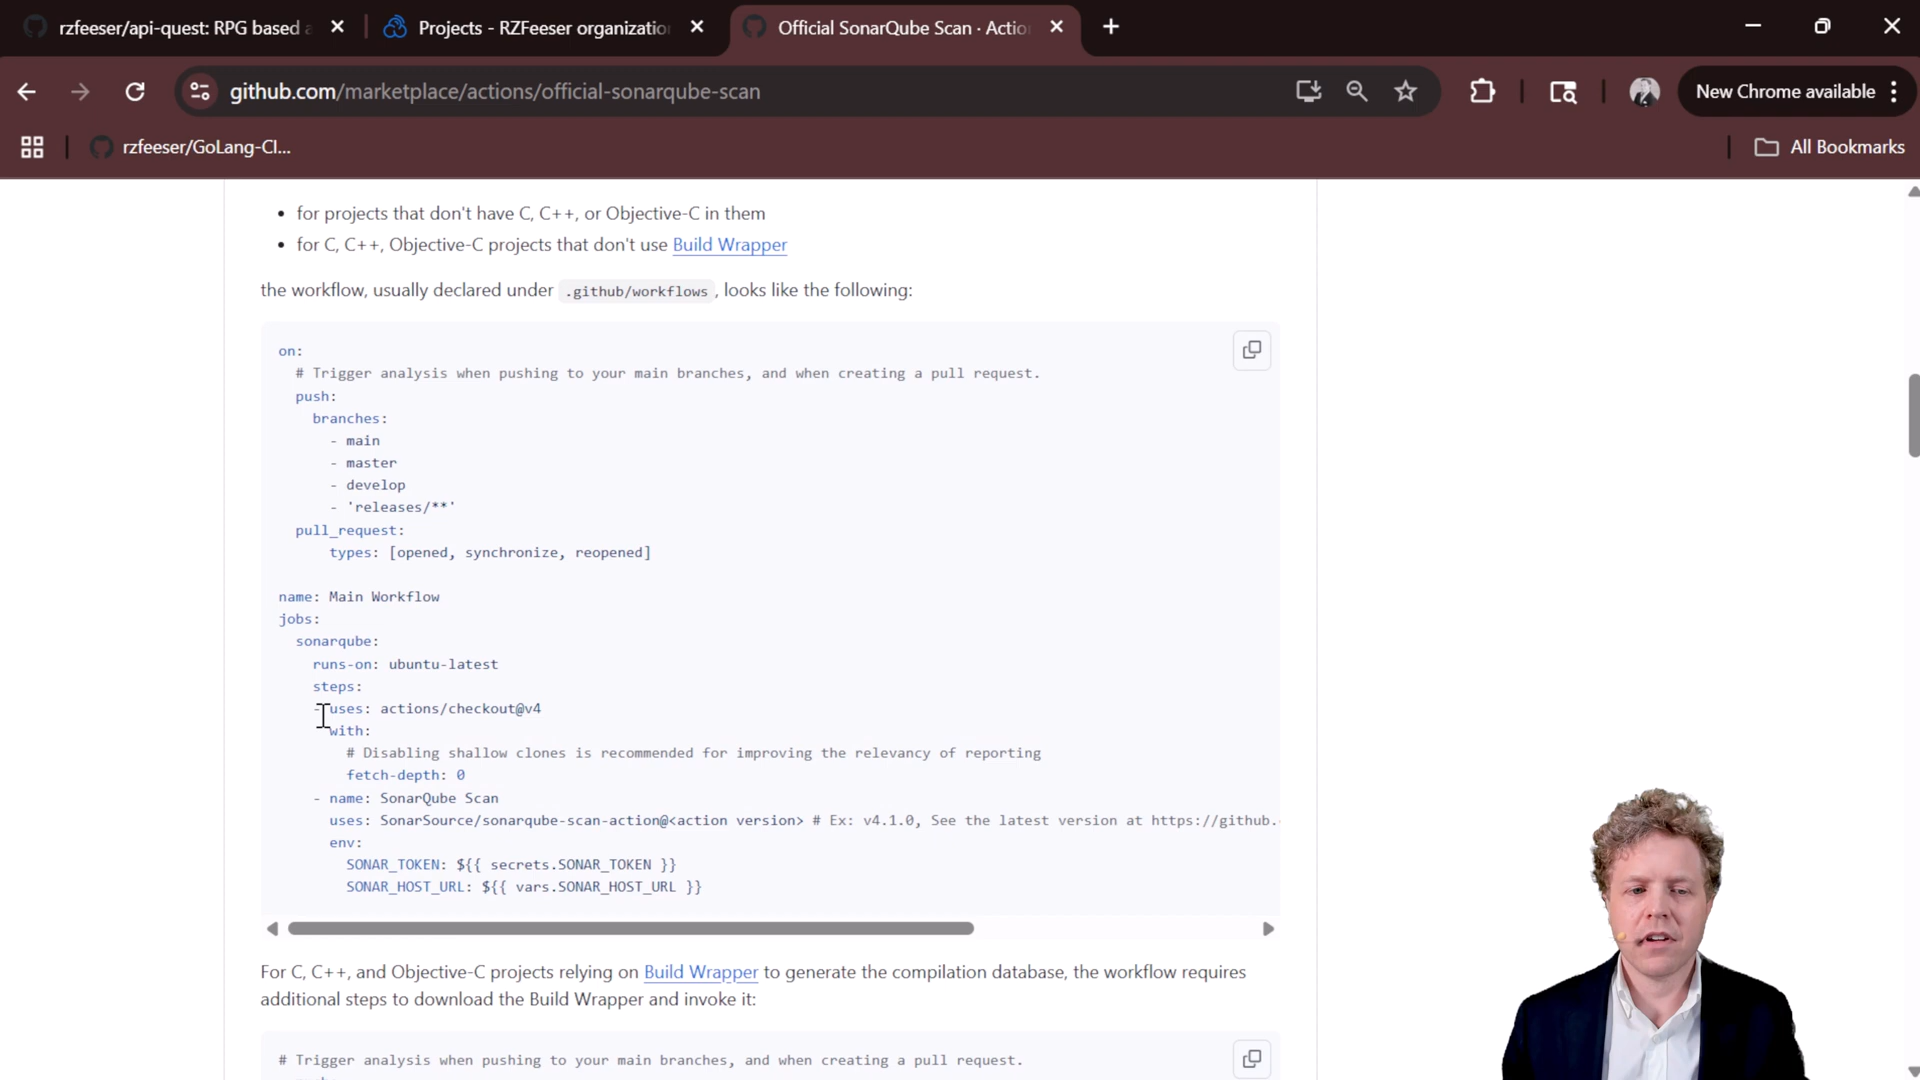 rzfeeser/api-quest: RPG based a
Projects - RZFeeser organization
Official SonarQube Scan · Actio
github.com/marketplace/actions/official-sonarqube-scan
New Chrome available
rzfeeser/GoLang-CI...
All Bookmarks
for projects that don't have C, C++, or Objective-C in them
for C, C++, Objective-C projects that don't use Build Wrapper
the workflow, usually declared under .github/workflows , looks like the following:
on:
# Trigger analysis when pushing to your main branches, and when creating a pull request.
push:
branches:
- main
- master
- develop
- 'releases/**'
pull_request:
types: [opened, synchronize, reopened]
name: Main Workflow
jobs:
sonarqube:
runs-on: ubuntu-latest
steps:
- uses: actions/checkout@v4
with:
# Disabling shallow clones is recommended for improving the relevancy of reporting
fetch-depth: 0
- name: SonarQube Scan
uses: SonarSource/sonarqube-scan-action@<action version> # Ex: v4.1.0, See the latest version at https://github.
env:
SONAR_TOKEN: ${{ secrets.SONAR_TOKEN }}
SONAR_HOST_URL: ${{ vars.SONAR_HOST_URL }}
For C, C++, and Objective-C projects relying on Build Wrapper to generate the compilation database, the workflow requires
additional steps to download the Build Wrapper and invoke it:
# Trigger analysis when pushing to your main branches, and when creating a pull request.